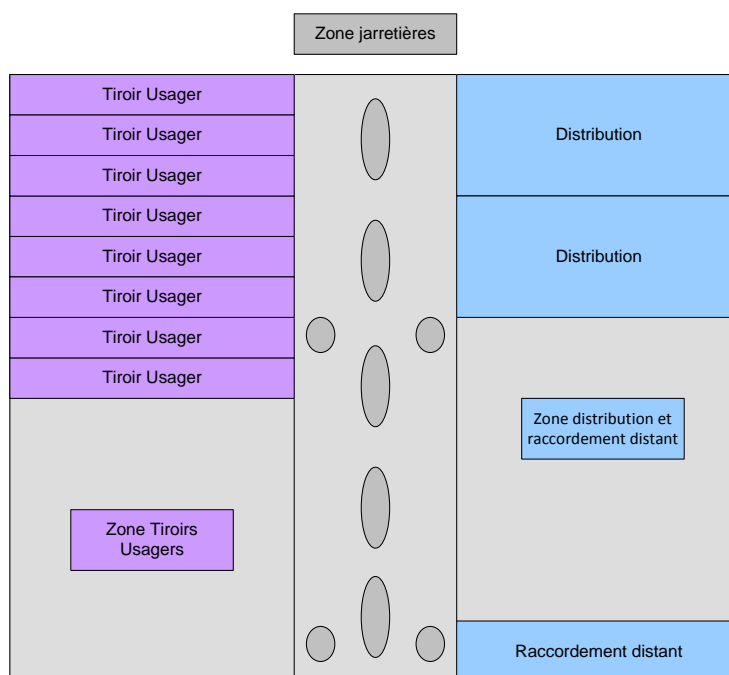 Zone jarretières
Tiroir Usager
Tiroir Usager
Tiroir Usager
Tiroir Usager
Tiroir Usager
Tiroir Usager
Tiroir Usager
Tiroir Usager
Zone Tiroirs
Usagers
Distribution
Distribution
Zone distribution et
raccordement distant
Raccordement distant